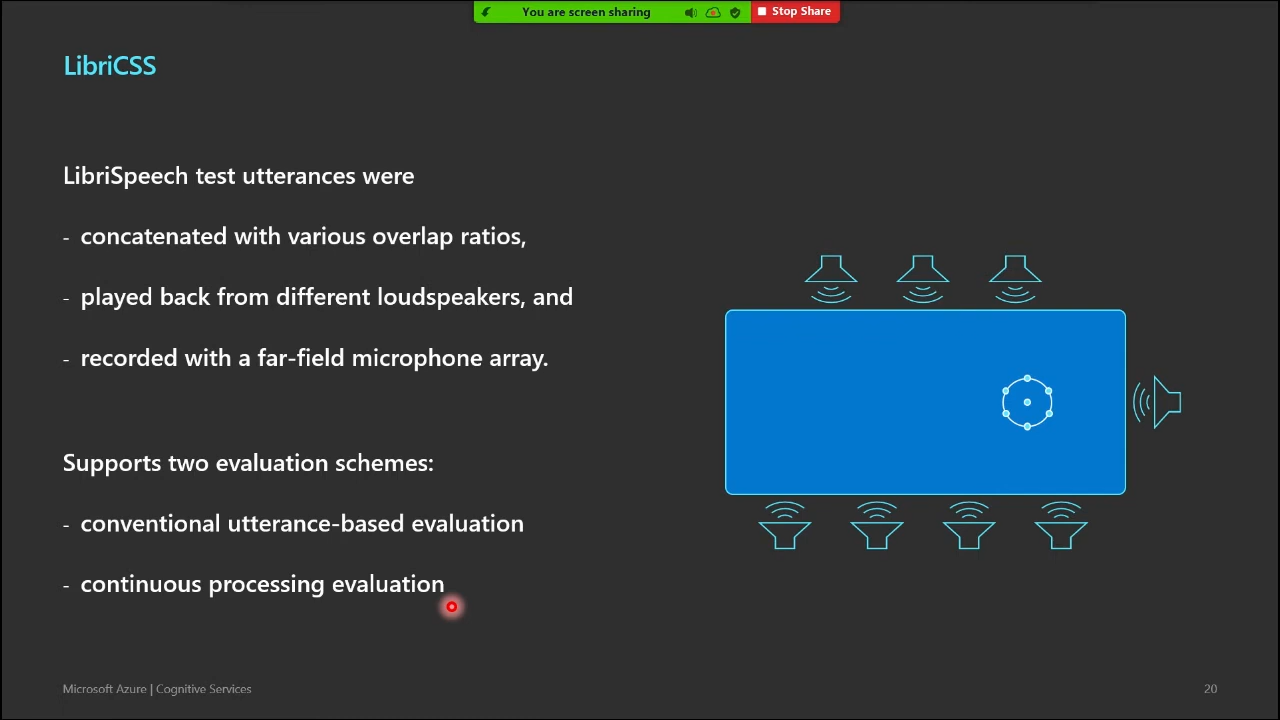 You are screen sharing
Stop Share
LibriCSS
LibriSpeech test utterances were
- concatenated with various overlap ratios,
- played back from different loudspeakers, and
- recorded with a far-field microphone array.
Supports two evaluation schemes:
- conventional utterance-based evaluation
- continuous processing evaluation
Microsoft Azure | Cognitive Services
20